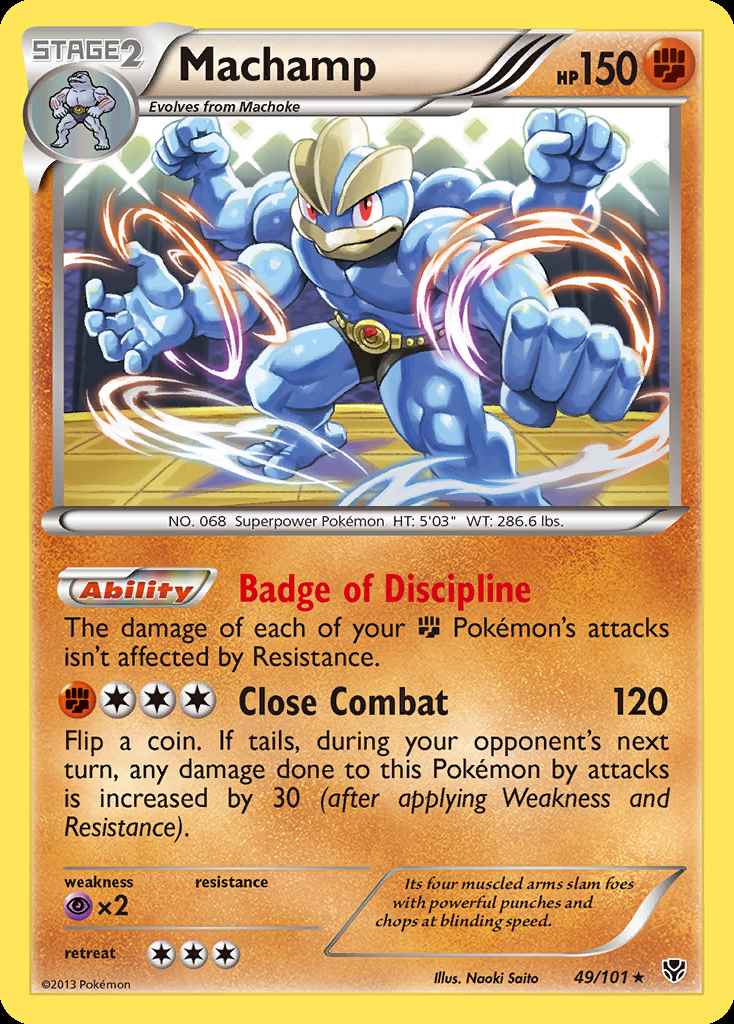 STAGE2
Machamp
HP150
Evolves from Machoke
NO. 068 Superpower Pokémon HT: 5'03" WT: 286.6 lbs.
Ability Badge of Discipline
The damage of each of your Pokémon's attacks
isn't affected by Resistance.
Close Combat 120
Flip a coin. If tails, during your opponent's next
turn, any damage done to this Pokémon by attacks
is increased by 30 (after applying Weakness and
Resistance).
weakness resistance
×2
Its four muscled arms slam foes
with powerful punches and
chops at blinding speed.
retreat
©2013 Pokémon
Illus. Naoki Saito
49/101 ★